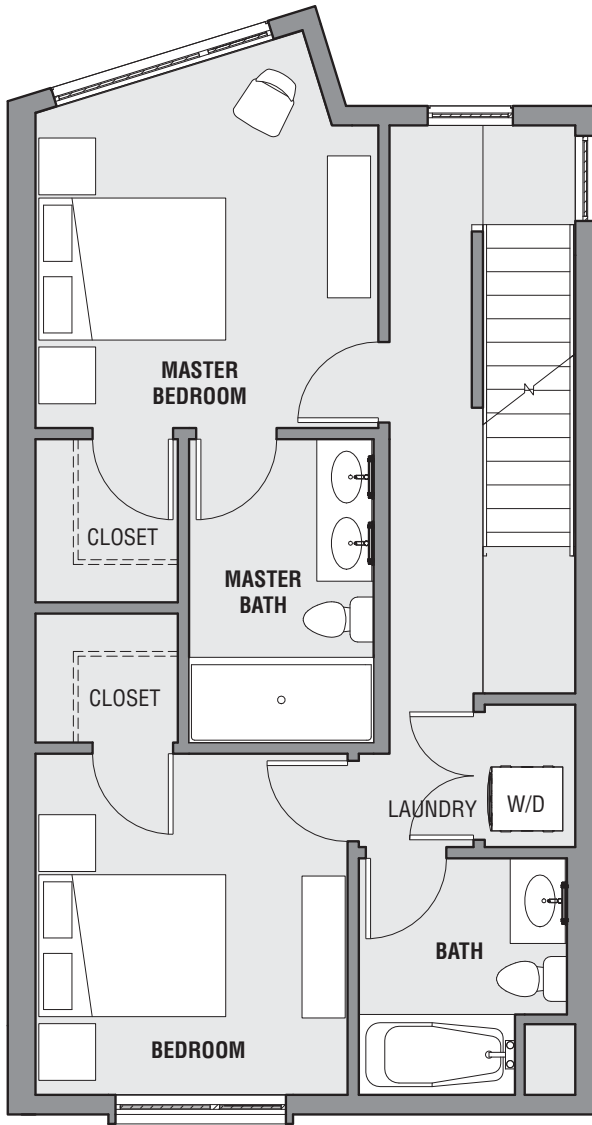 MASTER
BEDROOM
CLOSET
MASTER
BATH
CLOSET
LAUNDRY
W/D
BATH
BEDROOM